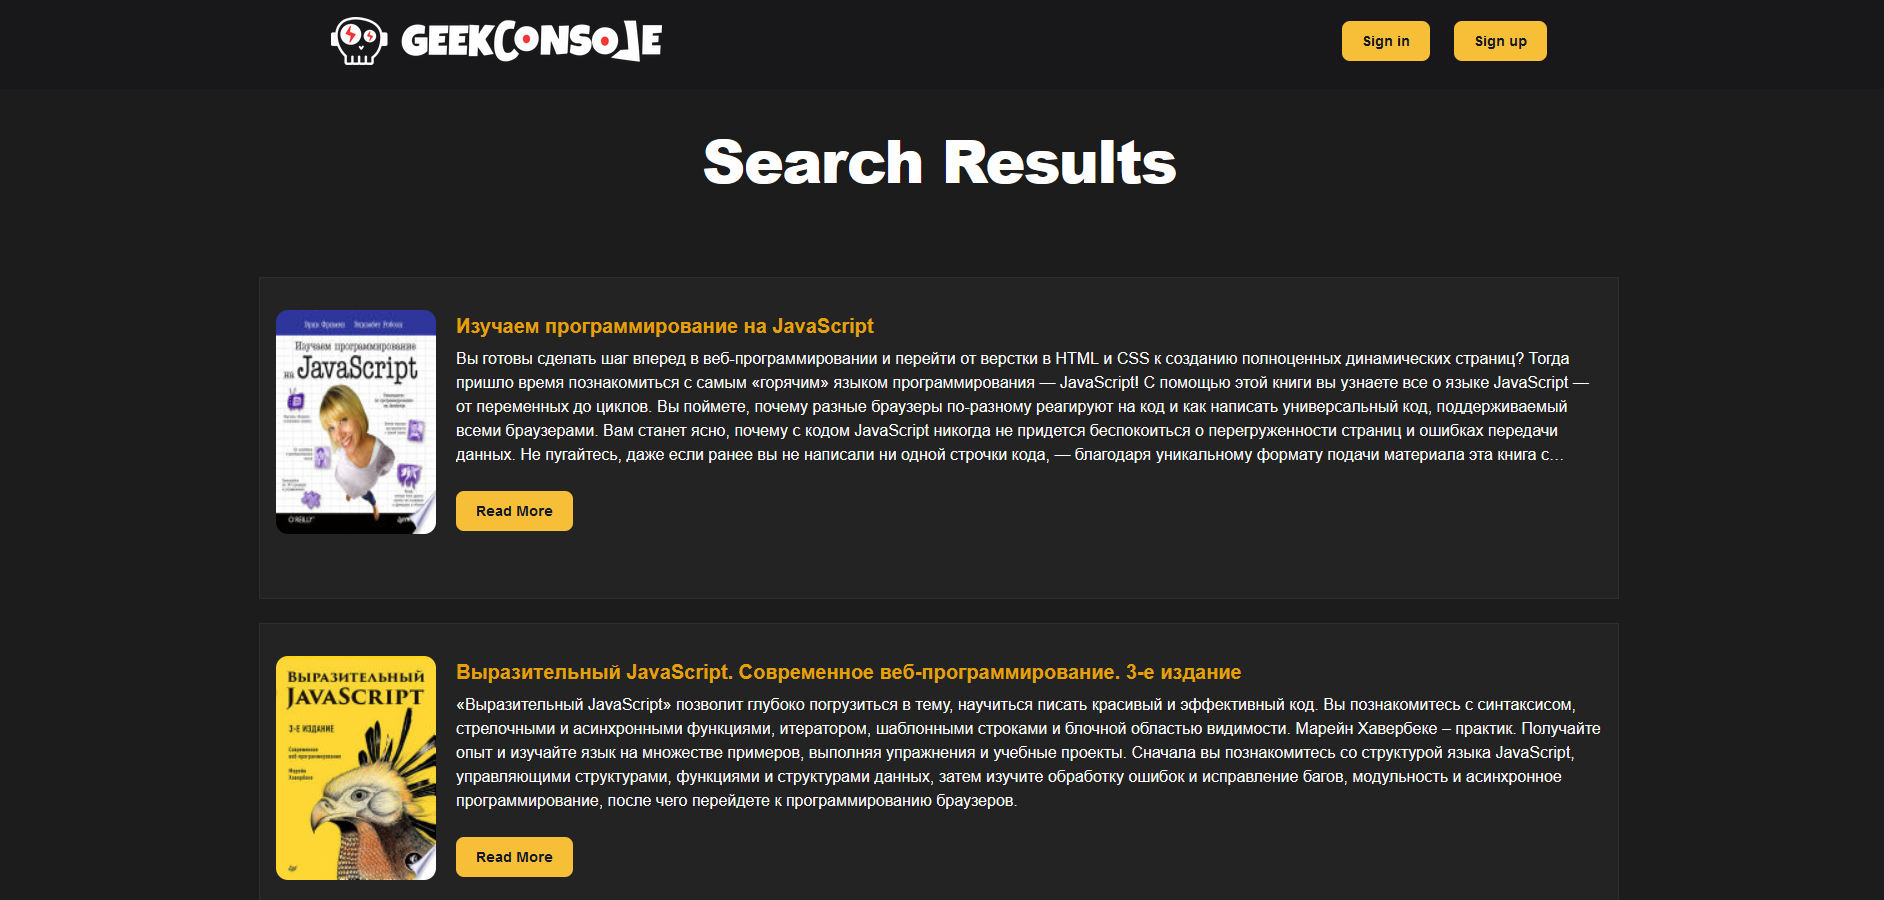 GEEKCONSOLE
Sign in
Sign up
Search Results
Эрик Фримен Элизабет Робсон
Изучаем программирование
на JavaScript
O'REILLY
Изучаем программирование на JavaScript
Вы готовы сделать шаг вперед в веб-программировании и перейти от верстки в HTML и CSS к созданию полноценных динамических страниц? Тогда
пришло время познакомиться с самым «горячим» языком программирования — JavaScript! С помощью этой книги вы узнаете все о языке JavaScript —
от переменных до циклов. Вы поймете, почему разные браузеры по-разному реагируют на код и как написать универсальный код, поддерживаемый
всеми браузерами. Вам станет ясно, почему с кодом JavaScript никогда не придется беспокоиться о перегруженности страниц и ошибках передачи
данных. Не пугайтесь, даже если ранее вы не написали ни одной строчки кода, — благодаря уникальному формату подачи материала эта книга с…
Read More
ВЫРАЗИТЕЛЬНЫЙ
JAVASCRIPT
3-Е ИЗДАНИЕ
Современное
веб-программирование
Марейн
Хавербеке
Выразительный JavaScript. Современное веб-программирование. 3-е издание
«Выразительный JavaScript» позволит глубоко погрузиться в тему, научиться писать красивый и эффективный код. Вы познакомитесь с синтаксисом,
стрелочными и асинхронными функциями, итератором, шаблонными строками и блочной областью видимости. Марейн Хавербеке – практик. Получайте
опыт и изучайте язык на множестве примеров, выполняя упражнения и учебные проекты. Сначала вы познакомитесь со структурой языка JavaScript,
управляющими структурами, функциями и структурами данных, затем изучите обработку ошибок и исправление багов, модульность и асинхронное
программирование, после чего перейдете к программированию браузеров.
Read More